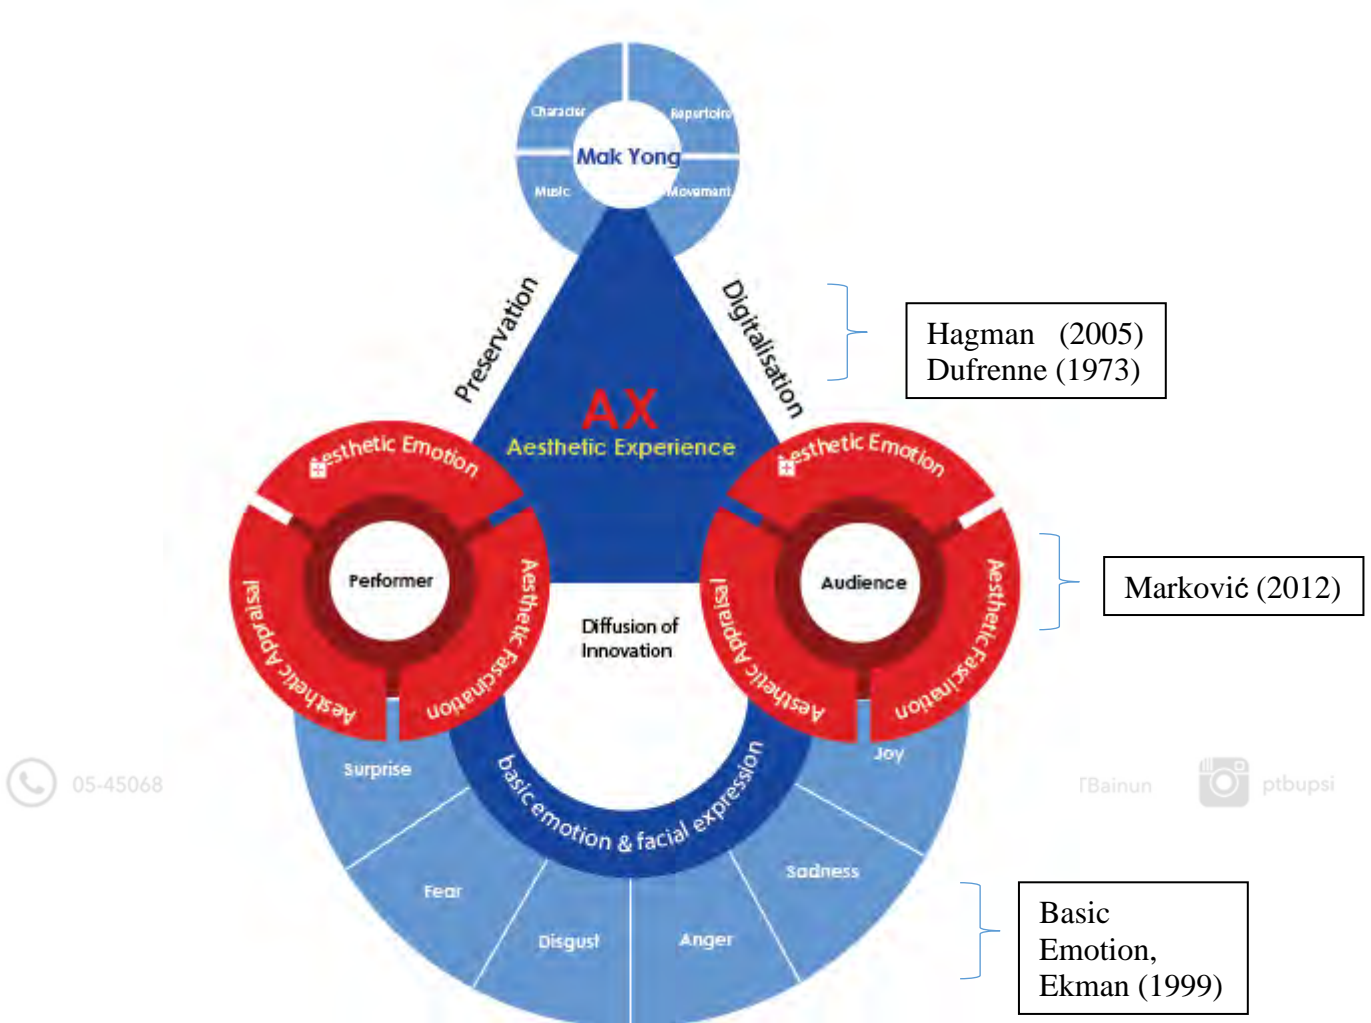 Character
Repertoire
Mak Yong
Music
Movement
Preservation
Digitalisation
Hagman (2005)
Dufrenne (1973)
AX
Aesthetic Experience
Aesthetic Emotion
Aesthetic Appraisal
Aesthetic Fascination
Performer
Aesthetic Emotion
Aesthetic Appraisal
Aesthetic Fascination
Audience
Marković (2012)
Diffusion of
Innovation
basic emotion & facial expression
Surprise
Fear
Disgust
Anger
Sadness
Joy
05-45068
Bainun
ptbupsi
Basic
Emotion,
Ekman (1999)